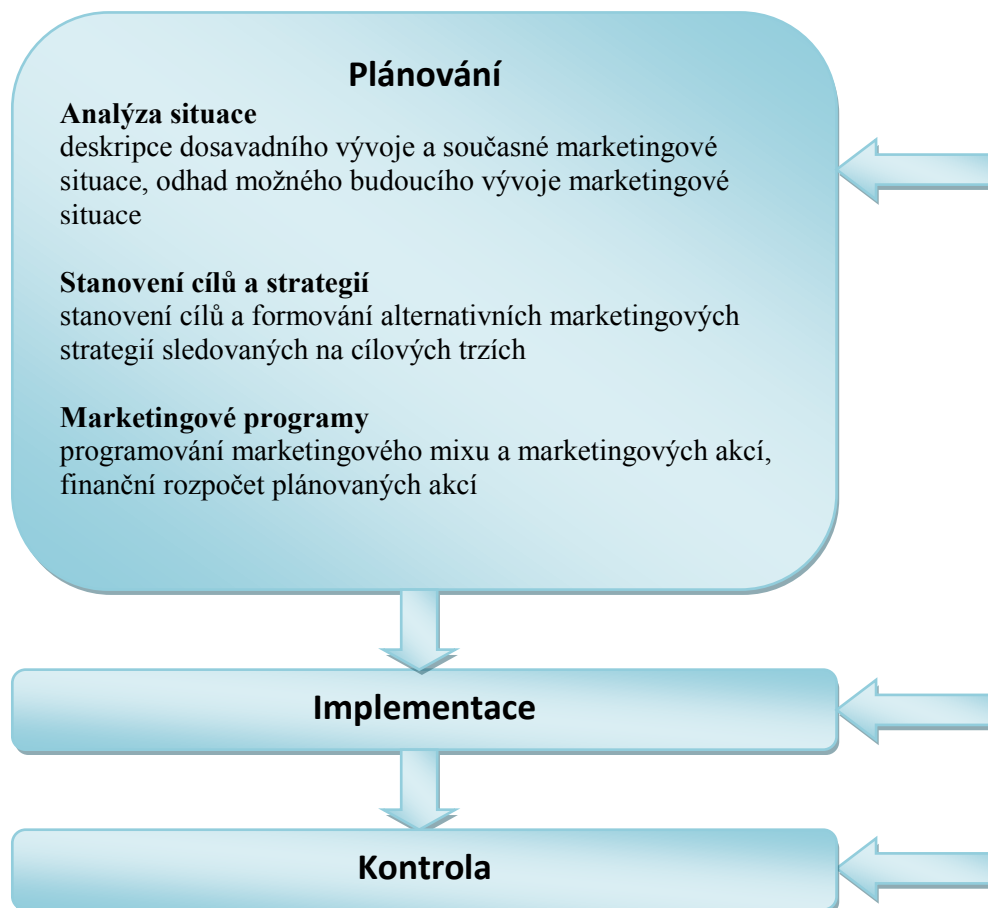 Plánování
Analýza situace
deskripce dosavadního vývoje a současné marketingové
situace, odhad možného budoucího vývoje marketingové
situace
Stanovení cílů a strategií
stanovení cílů a formování alternativních marketingových
strategií sledovaných na cílových trzích
Marketingové programy
programování marketingového mixu a marketingových akcí,
finanční rozpočet plánovaných akcí
Implementace
Kontrola